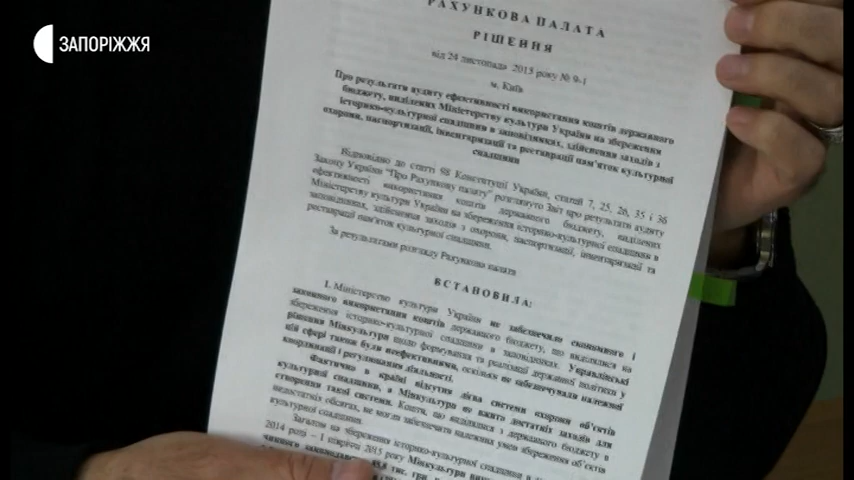 ЗАПОРІЖЖЯ
РАХУНКОВА ПАЛАТА
РІШЕННЯ
від 24 листопада 2015 року № 9-1
м. Київ
Про результати аудиту ефективності використання коштів державного
бюджету, виділених Міністерству культури України на збереження
історико-культурної спадщини в заповідниках, здійснення заходів з
охорони, паспортизації, інвентаризації та реставрації пам'яток культурної
спадщини
Відповідно до статті 98 Конституції України, статей 7, 25, 26, 35 і 36
Закону України "Про Рахункову палату" розглянуто Звіт про результати аудиту
ефективності використання коштів державного бюджету, виділених
Міністерству культури України на збереження історико-культурної спадщини в
заповідниках, здійснення заходів з охорони, паспортизації, інвентаризації та
реставрації пам'яток культурної спадщини.
За результатами розгляду Рахункова палата
ВСТАНОВИЛА:
1. Міністерство культури України не забезпечило економного і
законного використання коштів державного бюджету, що виділялися на
збереження історико-культурної спадщини в заповідниках. Управлінські
рішення Мінкультури щодо формування та реалізації державної політики у
цій сфері також були неефективними, оскільки не забезпечували належної
координації і регулювання діяльності.
Фактично в країні відсутня дієва система охорони об'єктів
культурної спадщини, а Мінкультури не вжито достатніх заходів для
створення такої системи. Кошти, що виділялися з державного бюджету в
недостатніх обсягах, не могли забезпечити належних умов збереження об'єктів
культурної спадщини.
Загалом на збереження історико-культурної спадщини в
2014 році – 1 півріччі 2015 року Мінкультури